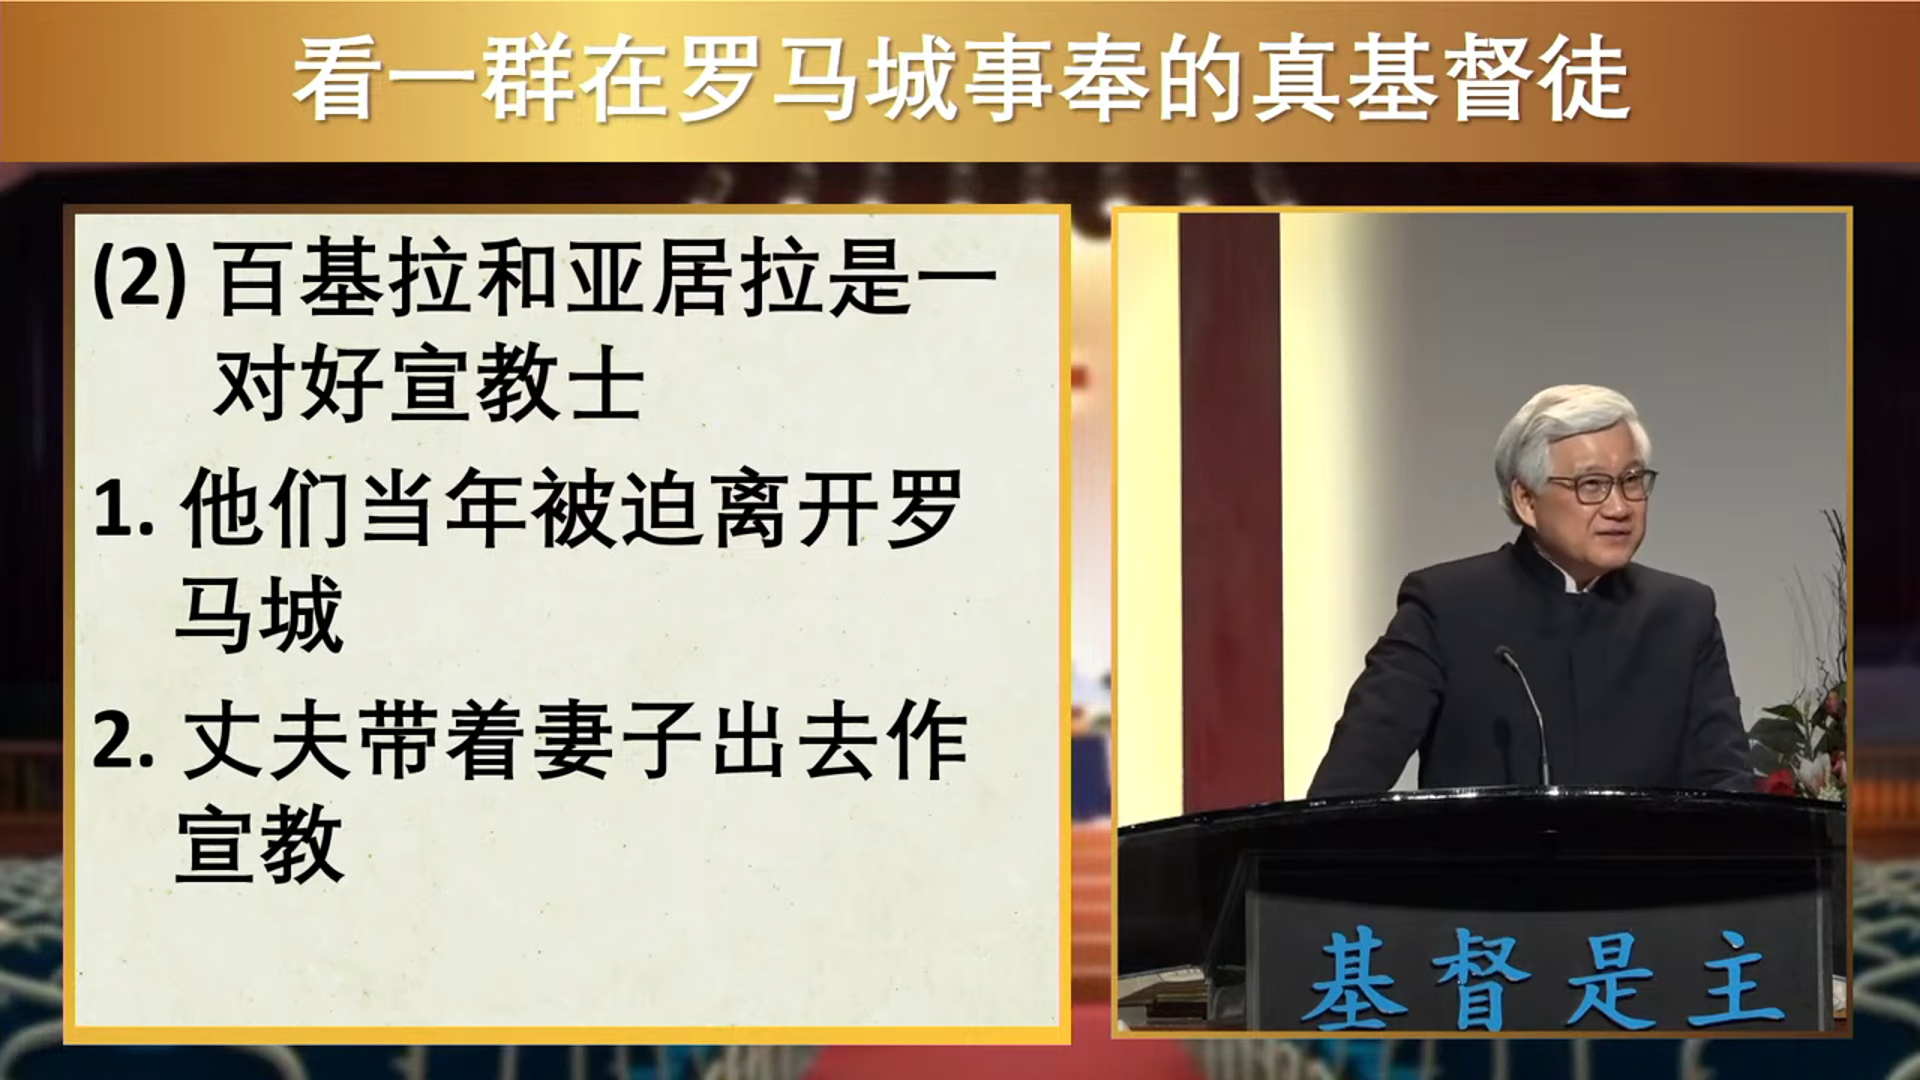 看一群在罗马城事奉的真基督徒
(2) 百基拉和亚居拉是一
对好宣教士
1. 他们当年被迫离开罗
马城
2. 丈夫带着妻子出去作
宣教
基督是主